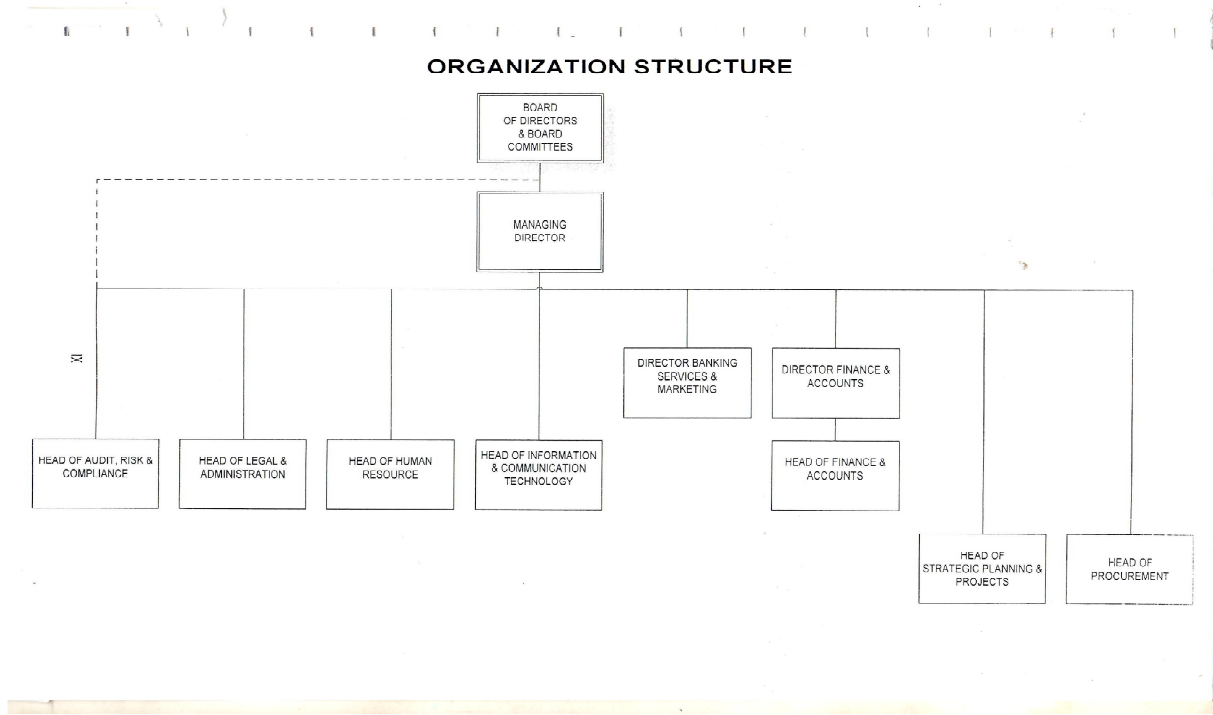 ORGANIZATION STRUCTURE
BOARD
OF DIRECTORS
& BOARD
COMMITTEES
MANAGING
DIRECTOR
XI
DIRECTOR BANKING
SERVICES &
MARKETING
DIRECTOR FINANCE &
ACCOUNTS
HEAD OF AUDIT, RISK &
COMPLIANCE
HEAD OF LEGAL &
ADMINISTRATION
HEAD OF HUMAN
RESOURCE
HEAD OF INFORMATION
& COMMUNICATION
TECHNOLOGY
HEAD OF FINANCE &
ACCOUNTS
HEAD OF
STRATEGIC PLANNING &
PROJECTS
HEAD OF
PROCUREMENT